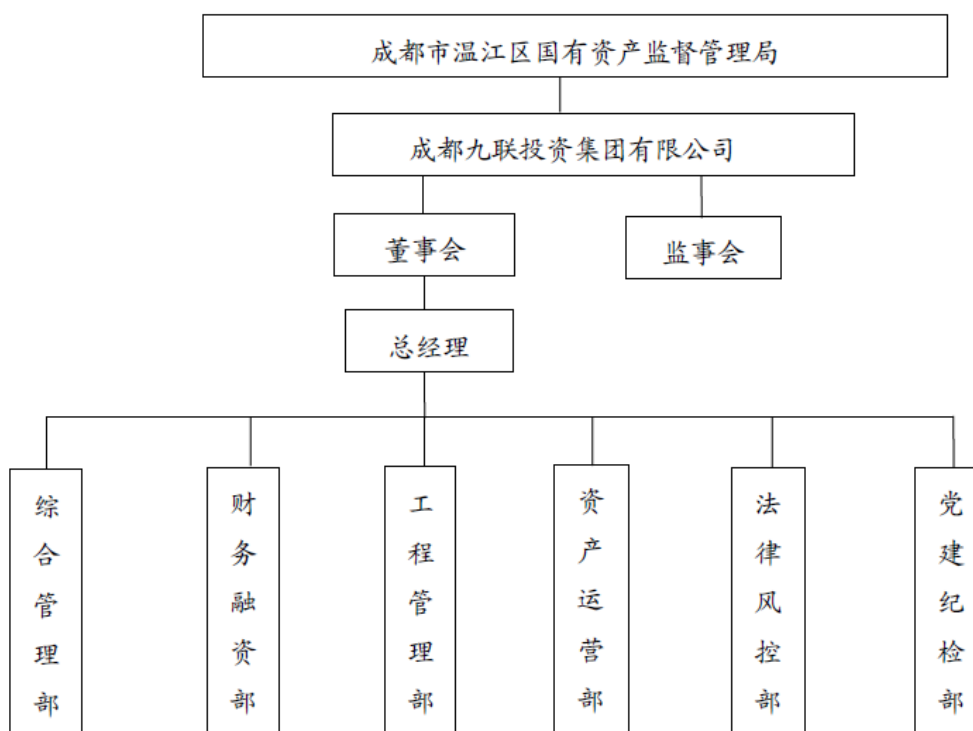 成都市温江区国有资产监督管理局
成都九联投资集团有限公司
董事会
监事会
总经理
综合管理部
财务融资部
工程管理部
资产运营部
法律风控部
党建纪检部